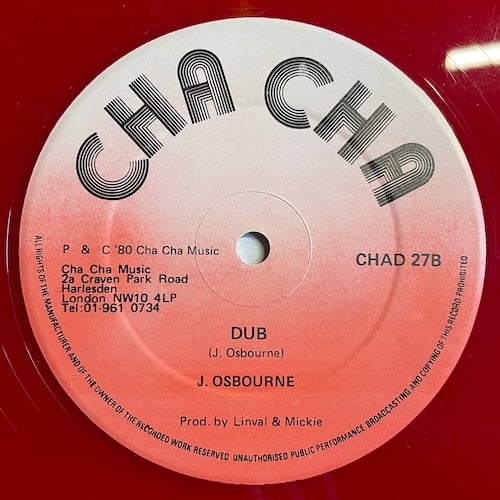 CHA CHA
P & C '80 Cha Cha Music
CHAD 27B
Cha Cha Music
2a Craven Park Road
Harlesden
London NW10 4LP
Tel:01-961 0734
DUB
(J. Osbourne)
J. OSBOURNE
Prod. by Linval & Mickie
ALL RIGHTS OF THE MANUFACTURER AND OF THE OWNER OF THE RECORDED WORK RESERVED UNAUTHORISED PUBLIC PERFORMANCE BROADCASTING AND COPYING OF THIS RECORD PROHIBITED